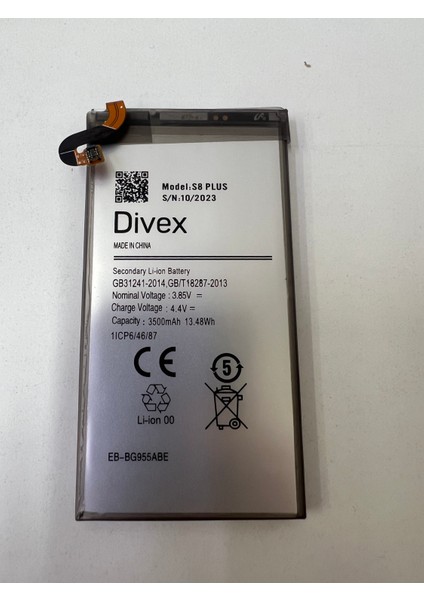 Model:S8 PLUS
S/N:10/2023
Divex
MADE IN CHINA
Secondary Li-ion Battery
GB31241-2014,GB/T18287-2013
Nominal Voltage : 3.85V ⎓
Charge Voltage : 4.4V ⎓
Capacity : 3500mAh 13.48Wh
1ICP6/46/87
CE
5
Li-ion 00
EB-BG955ABE